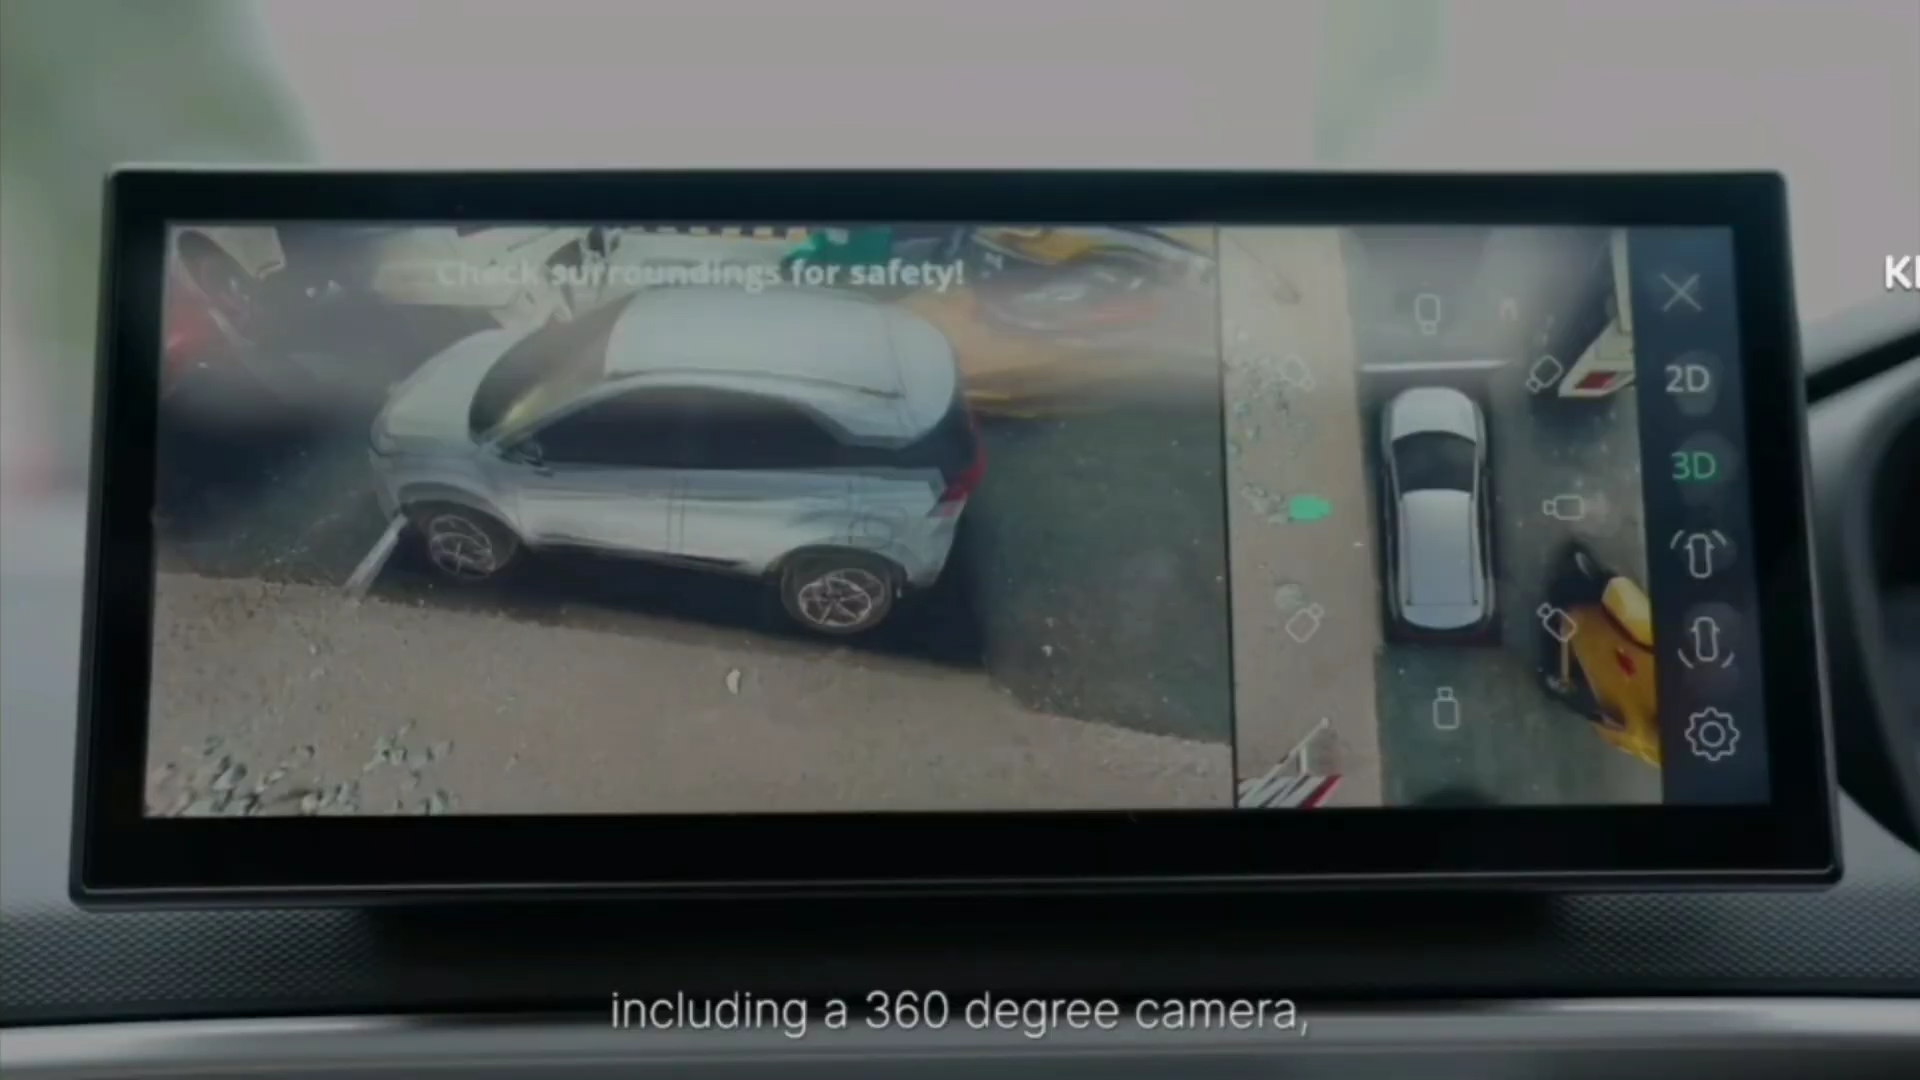 Check surroundings for safety!
2D
3D
including a 360 degree camera,